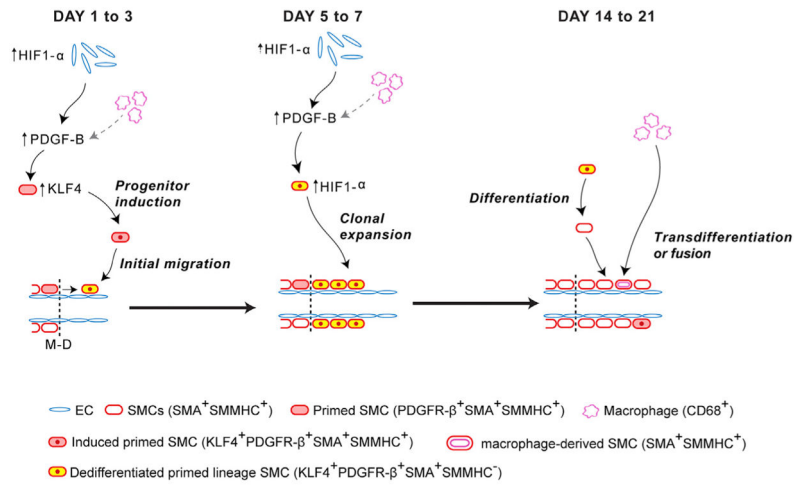 DAY 1 to 3
DAY 5 to 7
DAY 14 to 21
↑HIF1-α
↑PDGF-B
↑KLF4
Progenitor
induction
Initial migration
M-D
↑HIF1-α
↑PDGF-B
↑HIF1-α
Clonal
expansion
Differentiation
Transdifferentiation
or fusion
EC
SMCs (SMA⁺SMMHC⁺)
Primed SMC (PDGFR-β⁺SMA⁺SMMHC⁺)
Macrophage (CD68⁺)
Induced primed SMC (KLF4⁺PDGFR-β⁺SMA⁺SMMHC⁺)
macrophage-derived SMC (SMA⁺SMMHC⁺)
Dedifferentiated primed lineage SMC (KLF4⁺PDGFR-β⁺SMA⁺SMMHC⁻)